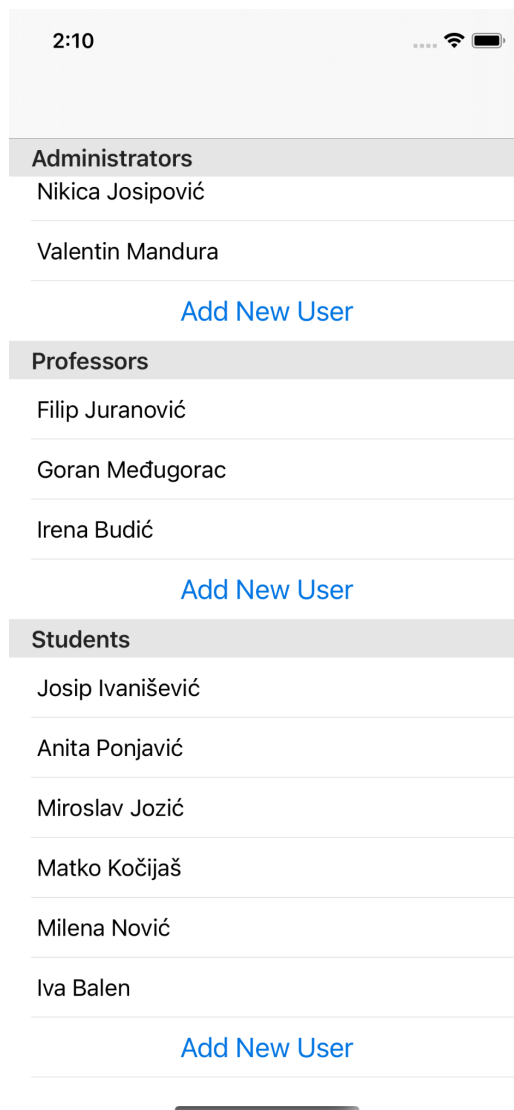 2:10
Administrators
Nikica Josipović
Valentin Mandura
Add New User
Professors
Filip Juranović
Goran Međugorac
Irena Budić
Add New User
Students
Josip Ivanišević
Anita Ponjavić
Miroslav Jozić
Matko Kočijaš
Milena Nović
Iva Balen
Add New User